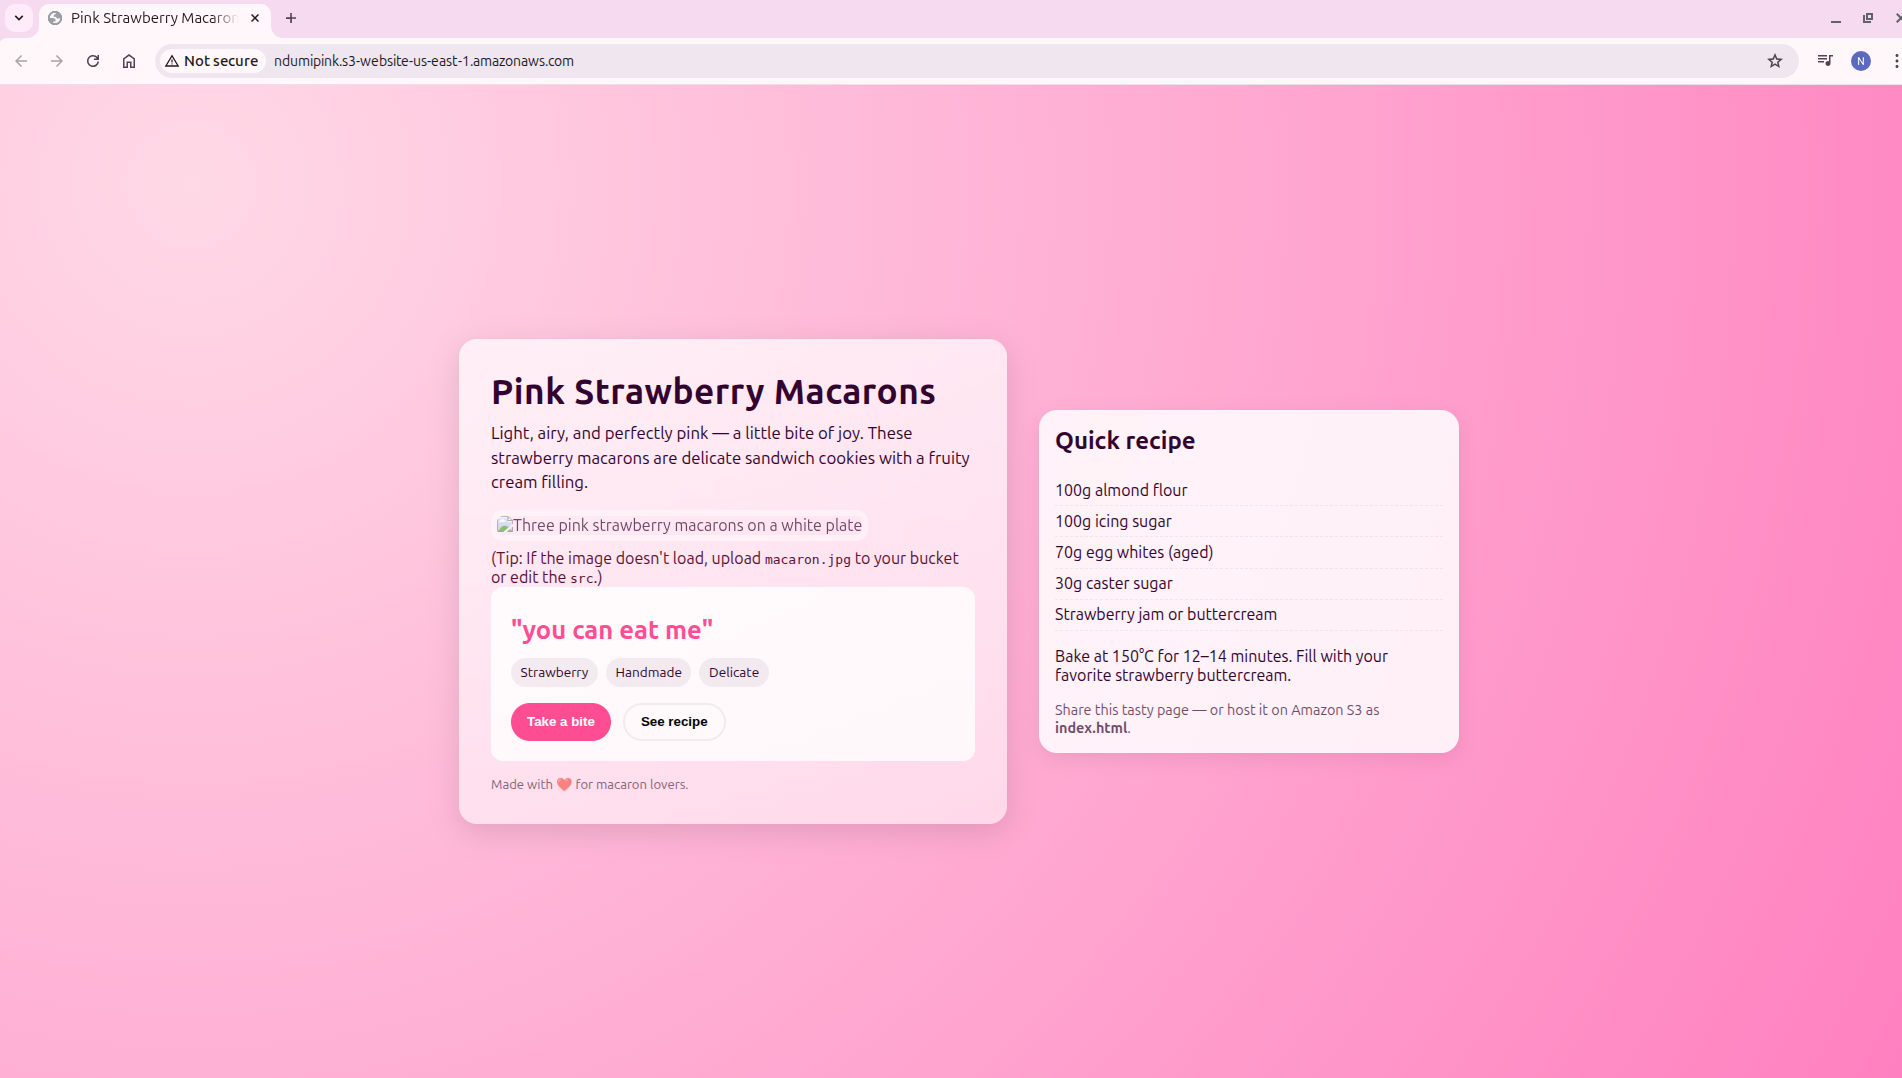 Pink Strawberry Macaron
Not secure
ndumipink.s3-website-us-east-1.amazonaws.com
N
Pink Strawberry Macarons
Light, airy, and perfectly pink — a little bite of joy. These
strawberry macarons are delicate sandwich cookies with a fruity
cream filling.
Three pink strawberry macarons on a white plate
(Tip: If the image doesn't load, upload macaron.jpg to your bucket
or edit the src.)
"you can eat me"
Strawberry Handmade Delicate
Take a bite See recipe
Made with ❤️ for macaron lovers.
Quick recipe
100g almond flour
100g icing sugar
70g egg whites (aged)
30g caster sugar
Strawberry jam or buttercream
Bake at 150°C for 12–14 minutes. Fill with your
favorite strawberry buttercream.
Share this tasty page — or host it on Amazon S3 as
index.html.